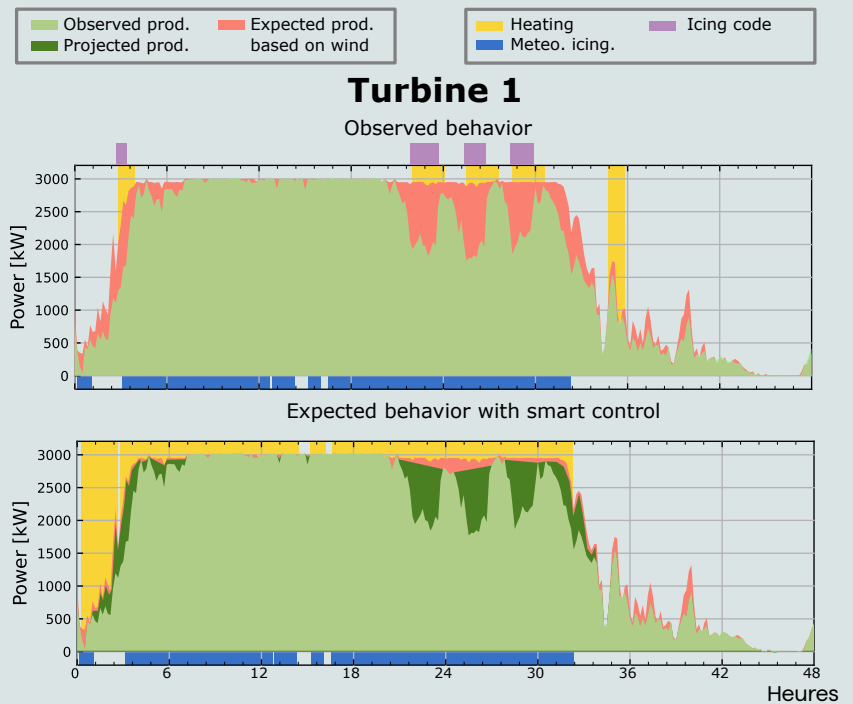 Observed prod. Expected prod.
Projected prod. based on wind
Heating Icing code
Meteo. icing.
Turbine 1
Observed behavior
3000
2500
2000
1500
1000
500
0
Power [kW]
Expected behavior with smart control
3000
2500
2000
1500
1000
500
0
Power [kW]
0 6 12 18 24 30 36 42 48
Heures